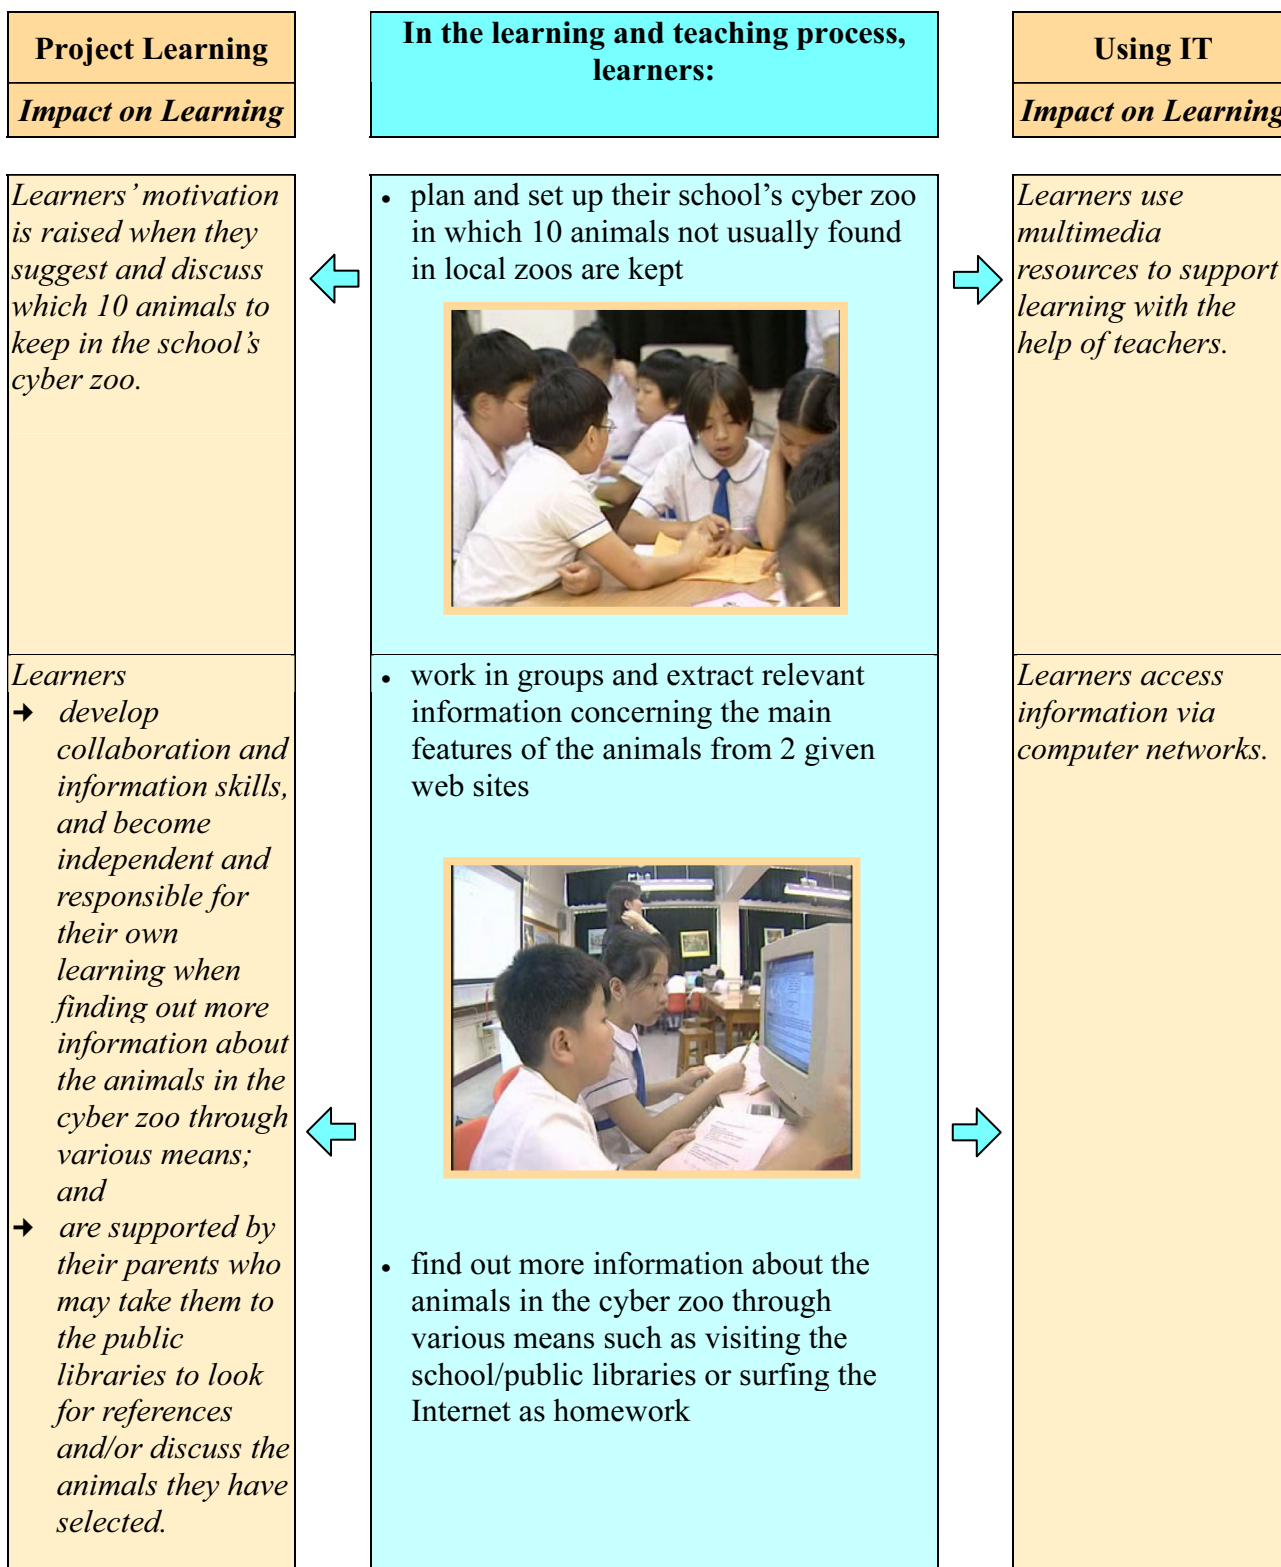 Project Learning
Impact on Learning
In the learning and teaching process,
learners:
Using IT
Impact on Learning
Learners’ motivation
is raised when they
suggest and discuss
which 10 animals to
keep in the school’s
cyber zoo.
• plan and set up their school’s cyber zoo
in which 10 animals not usually found
in local zoos are kept
Learners use
multimedia
resources to support
learning with the
help of teachers.
Learners
➔ develop
collaboration and
information skills,
and become
independent and
responsible for
their own
learning when
finding out more
information about
the animals in the
cyber zoo through
various means;
and
➔ are supported by
their parents who
may take them to
the public
libraries to look
for references
and/or discuss the
animals they have
selected.
• work in groups and extract relevant
information concerning the main
features of the animals from 2 given
web sites
• find out more information about the
animals in the cyber zoo through
various means such as visiting the
school/public libraries or surfing the
Internet as homework
Learners access
information via
computer networks.